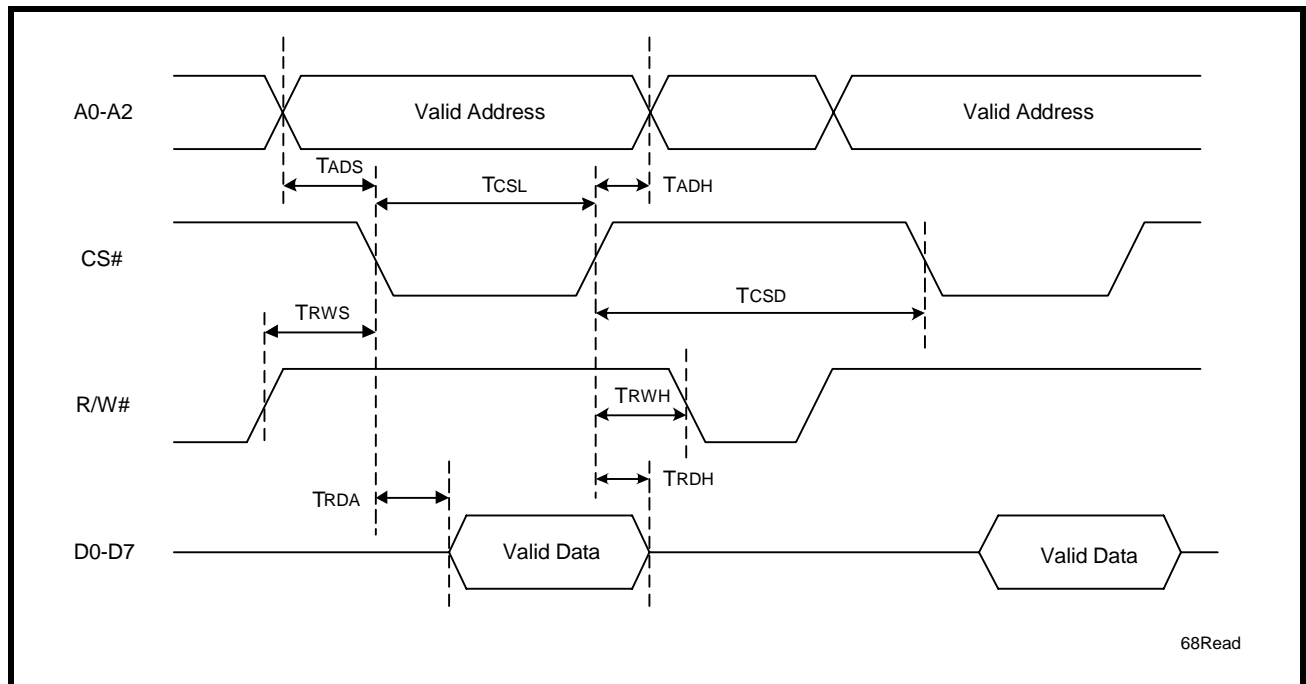 A0-A2
Valid Address
Valid Address
TADS
TCSL
TADH
CS#
TCSD
TRWS
R/W#
TRWH
TRDA
TRDH
D0-D7
Valid Data
Valid Data
68Read